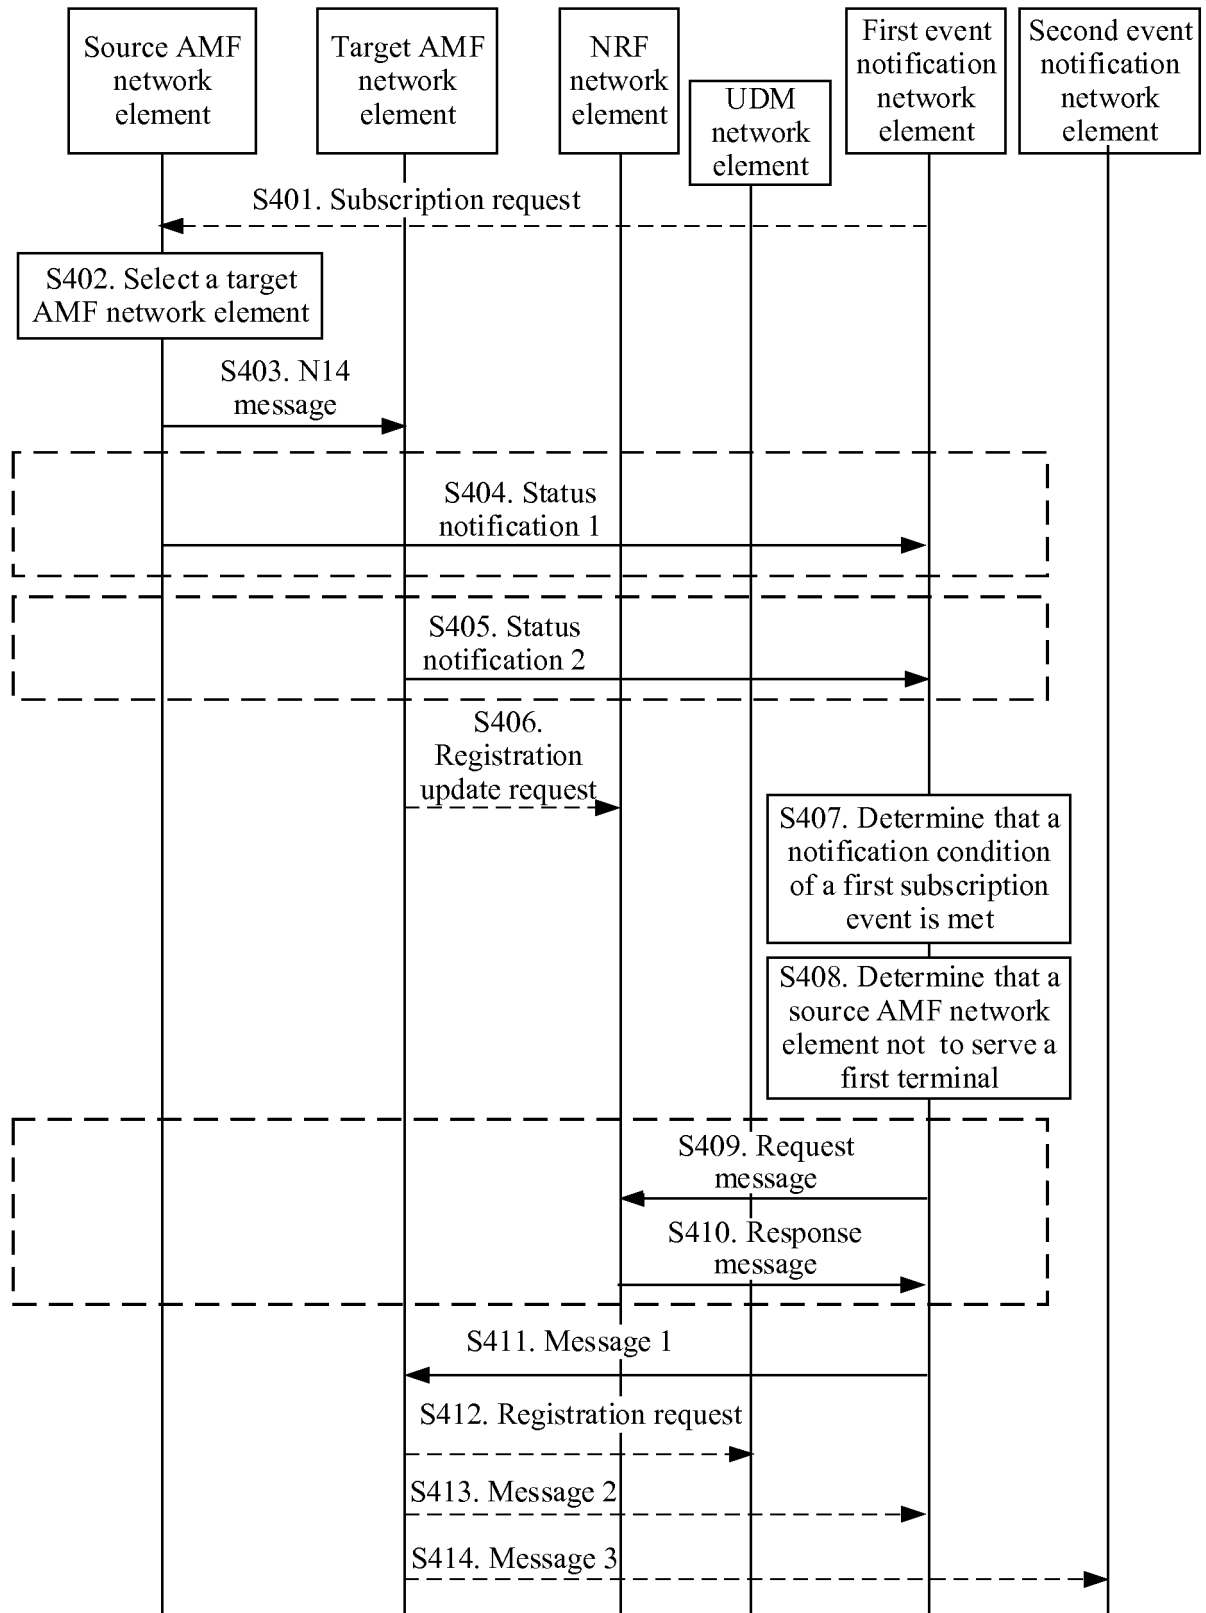 Source AMF
network
element
Target AMF
network
element
NRF
network
element
UDM
network
element
First event
notification
network
element
Second event
notification
network
element
S401. Subscription request
S402. Select a target
AMF network element
S403. N14
message
S404. Status
notification 1
S405. Status
notification 2
S406.
Registration
update request
S407. Determine that a
notification condition
of a first subscription
event is met
S408. Determine that a
source AMF network
element not to serve a
first terminal
S409. Request
message
S410. Response
message
S411. Message 1
S412. Registration request
S413. Message 2
S414. Message 3